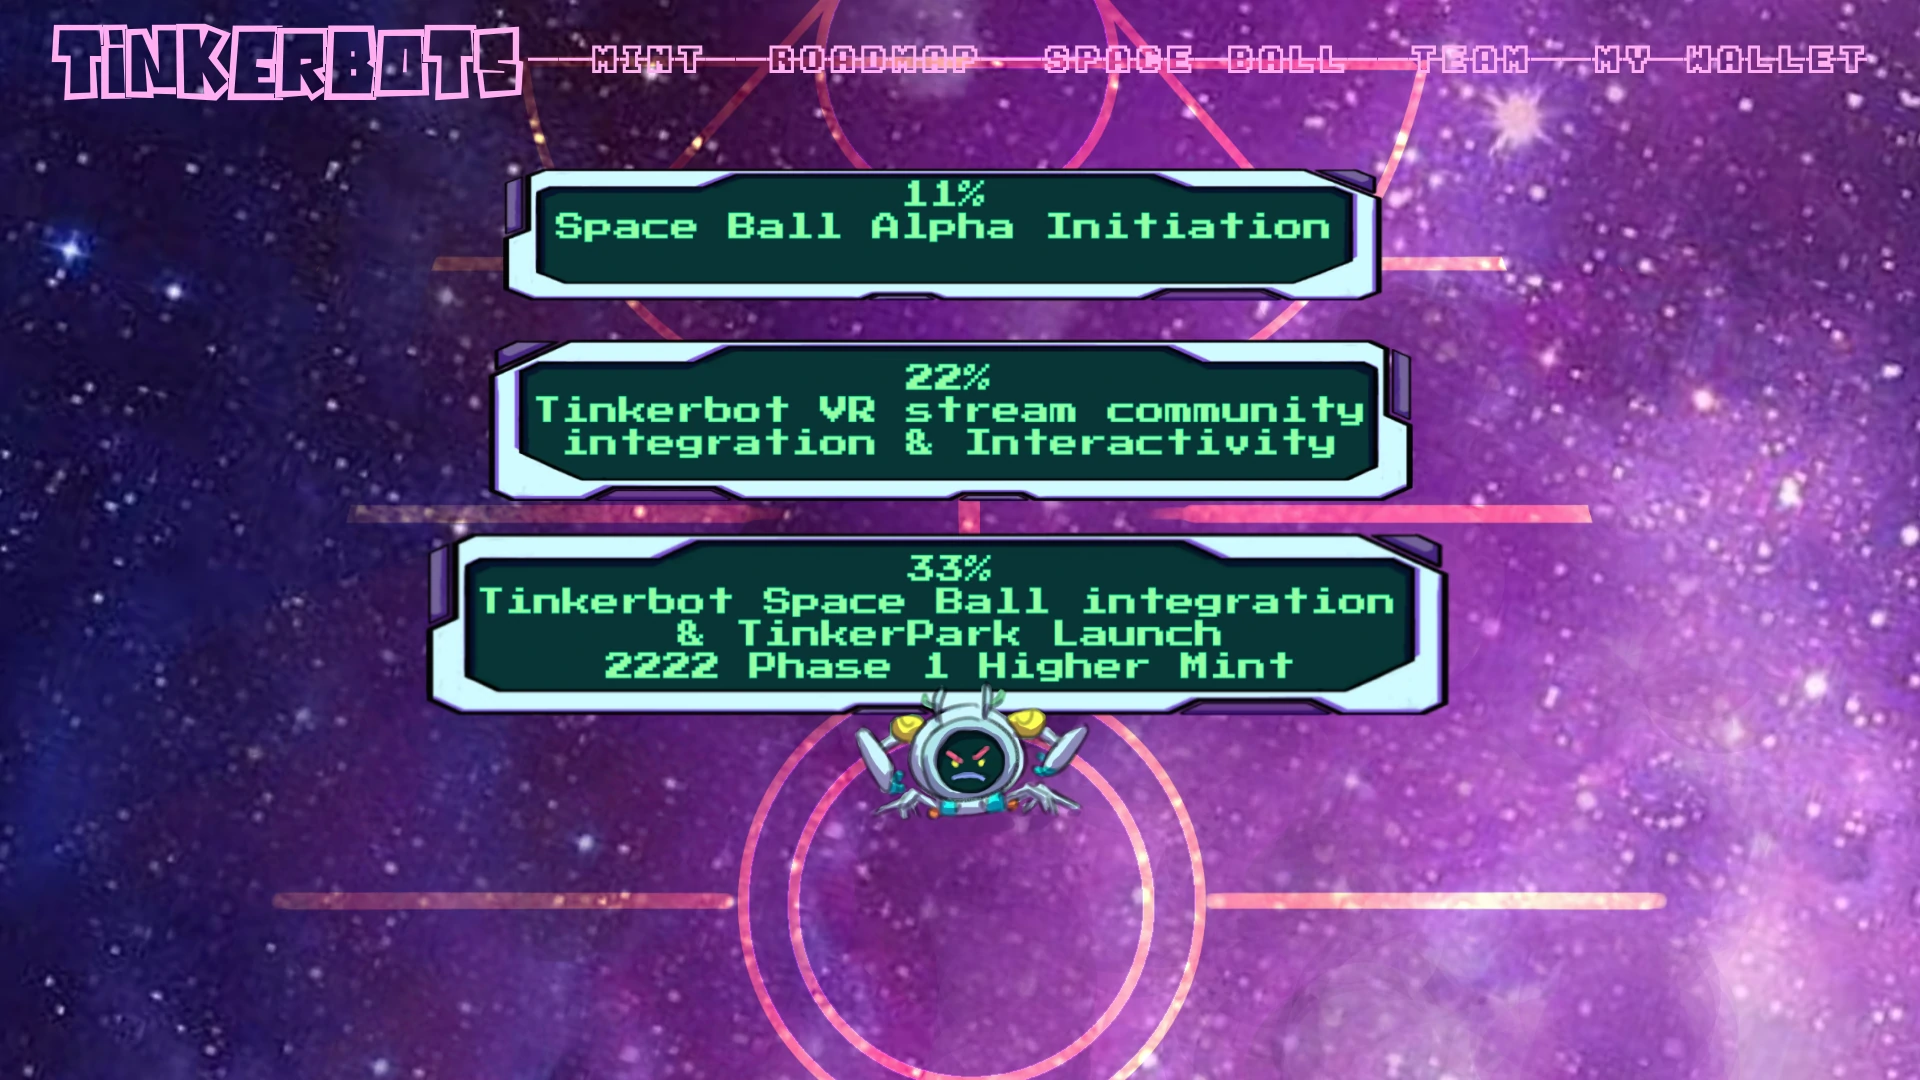 TiNKERBOTS
MINT ROADMAP SPACE BALL TEAM MY WALLET
11%
Space Ball Alpha Initiation
22%
Tinkerbot VR stream community
integration & Interactivity
33%
Tinkerbot Space Ball integration
& TinkerPark Launch
2222 Phase 1 Higher Mint